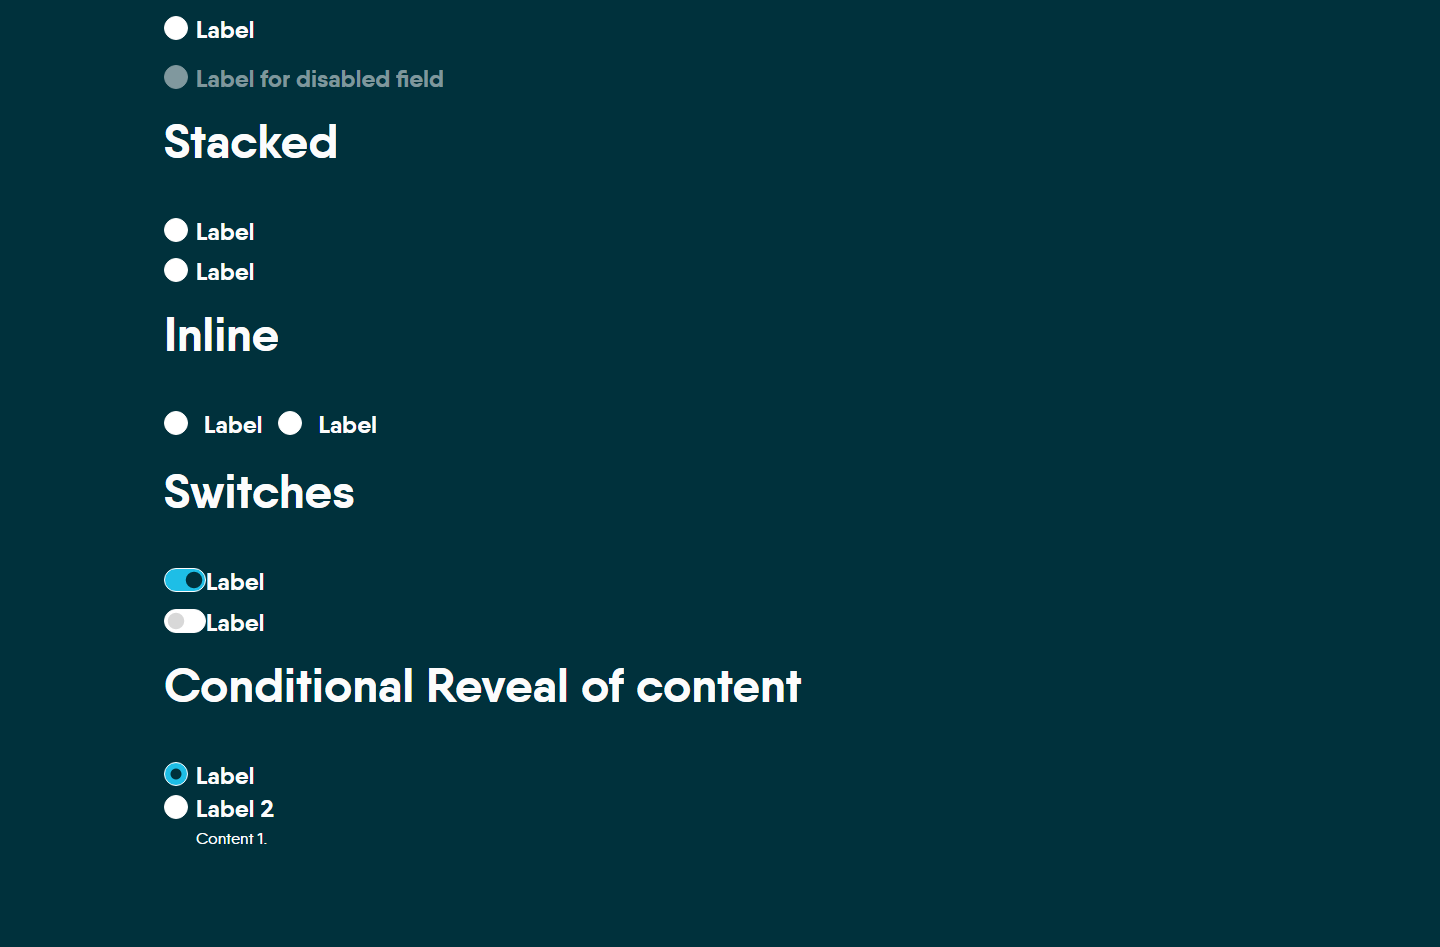 Label
Label for disabled field
Stacked
Label
Label
Inline
Label Label
Switches
Label
Label
Conditional Reveal of content
Label
Label 2
Content 1.